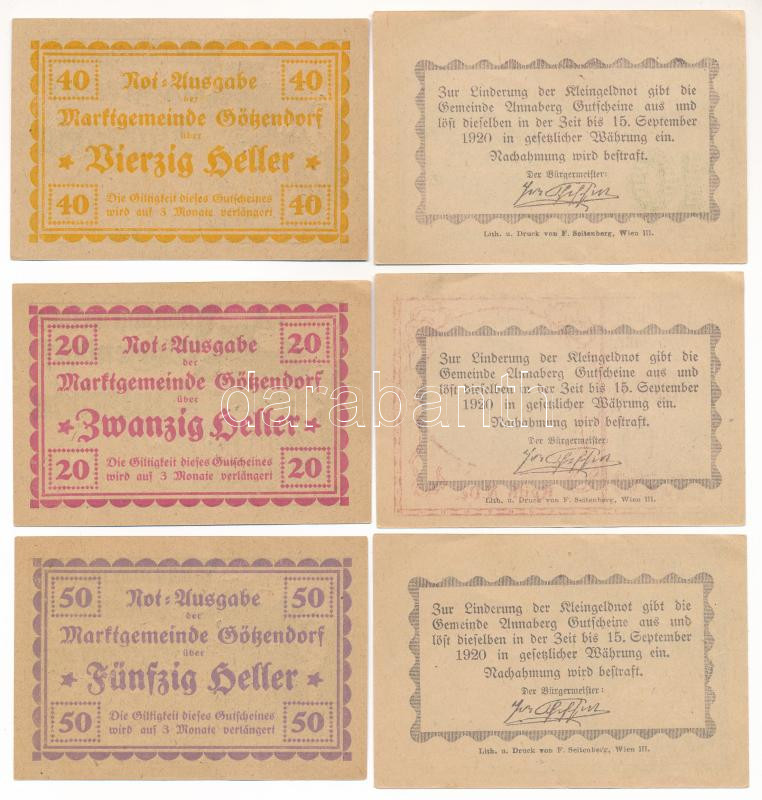 40 40
Not=Ausgabe
der
Marktgemeinde Götzendorf
über
Vierzig Heller
Die Giltigkeit dieses Gutscheines
wird auf 3 Monate verlängert
40 40
Zur Linderung der Kleingeldnot gibt die
Gemeinde Annaberg Gutscheine aus und
löst dieselben in der Zeit bis 15. September
1920 in gesetzlicher Währung ein.
Nachahmung wird bestraft.
Der Bürgermeister:
Lith. u. Druck von F. Seitenberg, Wien III.
20 20
Not=Ausgabe
der
Marktgemeinde Götzendorf
über
Zwanzig Heller
Die Giltigkeit dieses Gutscheines
wird auf 3 Monate verlängert
20 20
Zur Linderung der Kleingeldnot gibt die
Gemeinde Annaberg Gutscheine aus und
löst dieselben in der Zeit bis 15. September
1920 in gesetzlicher Währung ein.
Nachahmung wird bestraft.
Der Bürgermeister:
Lith. u. Druck von F. Seitenberg, Wien III.
darabanth
50 50
Not=Ausgabe
der
Marktgemeinde Götzendorf
über
Fünfzig Heller
Die Giltigkeit dieses Gutscheines
wird auf 3 Monate verlängert
50 50
Zur Linderung der Kleingeldnot gibt die
Gemeinde Annaberg Gutscheine aus und
löst dieselben in der Zeit bis 15. September
1920 in gesetzlicher Währung ein.
Nachahmung wird bestraft.
Der Bürgermeister:
Lith. u. Druck von F. Seitenberg, Wien III.